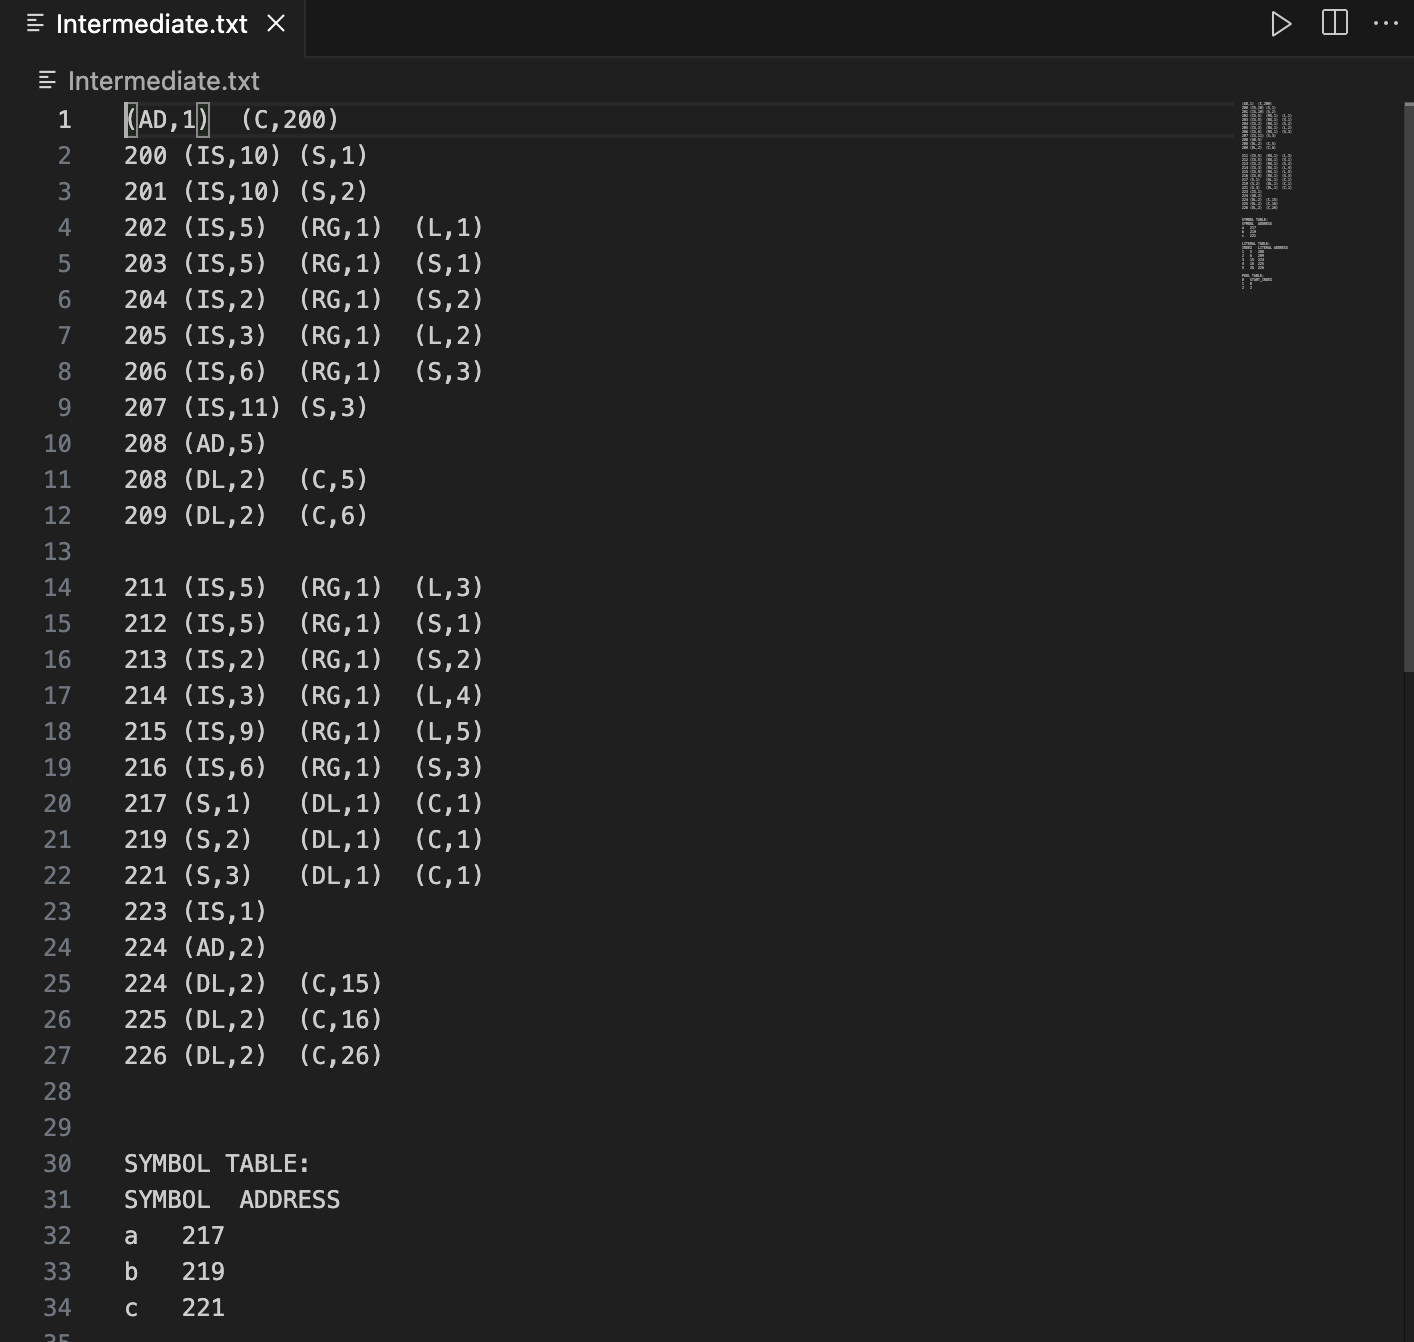 Intermediate.txt
Intermediate.txt
1 (AD,1) (C,200)
2 200 (IS,10) (S,1)
3 201 (IS,10) (S,2)
4 202 (IS,5) (RG,1) (L,1)
5 203 (IS,5) (RG,1) (S,1)
6 204 (IS,2) (RG,1) (S,2)
7 205 (IS,3) (RG,1) (L,2)
8 206 (IS,6) (RG,1) (S,3)
9 207 (IS,11) (S,3)
10 208 (AD,5)
11 208 (DL,2) (C,5)
12 209 (DL,2) (C,6)
13
14 211 (IS,5) (RG,1) (L,3)
15 212 (IS,5) (RG,1) (S,1)
16 213 (IS,2) (RG,1) (S,2)
17 214 (IS,3) (RG,1) (L,4)
18 215 (IS,9) (RG,1) (L,5)
19 216 (IS,6) (RG,1) (S,3)
20 217 (S,1) (DL,1) (C,1)
21 219 (S,2) (DL,1) (C,1)
22 221 (S,3) (DL,1) (C,1)
23 223 (IS,1)
24 224 (AD,2)
25 224 (DL,2) (C,15)
26 225 (DL,2) (C,16)
27 226 (DL,2) (C,26)
28
29
30 SYMBOL TABLE:
31 SYMBOL ADDRESS
32 a 217
33 b 219
34 c 221